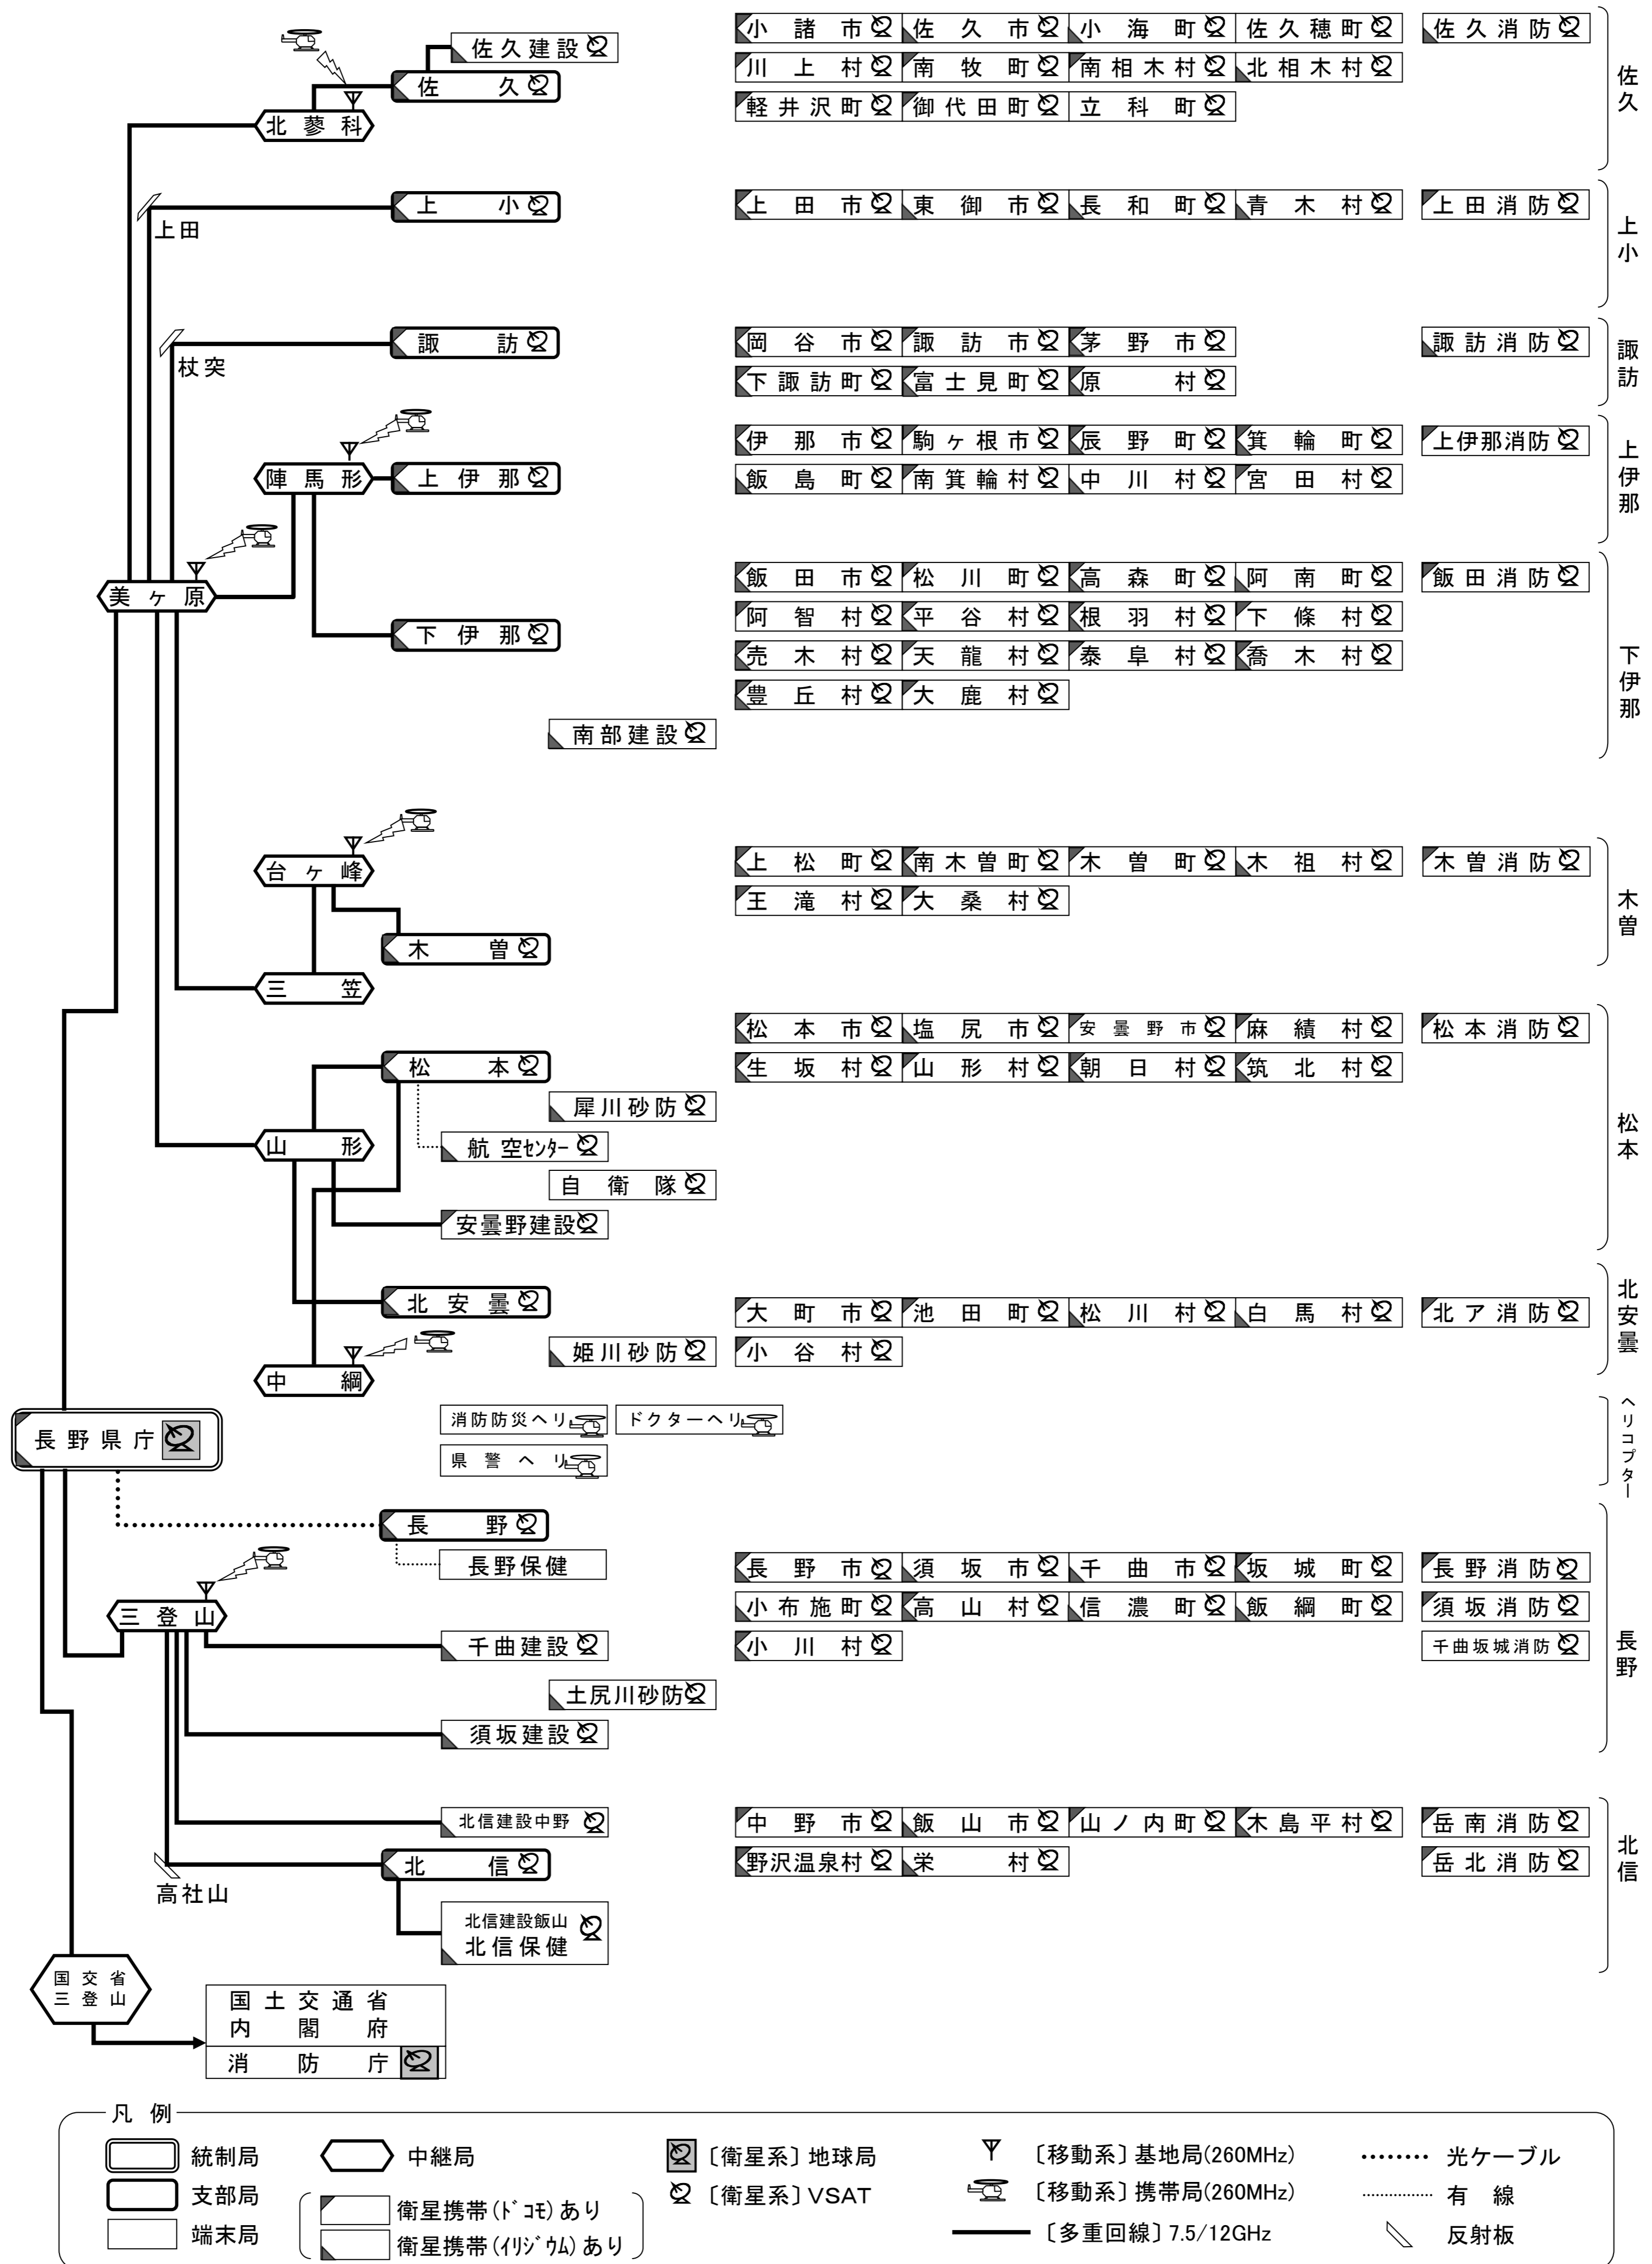 小諸市 佐久市 小海町 佐久穂町 佐久消防
佐久建設
川上村 南牧町 南相木村 北相木村
佐久
軽井沢町 御代田町 立科町
北蓼科
佐久
上小
上田市 東御市 長和町 青木村 上田消防
上田
上小
諏訪
岡谷市 諏訪市 茅野市 諏訪消防
杖突
下諏訪町 富士見町 原村
諏訪
伊那市 駒ヶ根市 辰野町 箕輪町 上伊那消防
陣馬形 上伊那
飯島町 南箕輪村 中川村 宮田村
上伊那
美ヶ原
飯田市 松川町 高森町 阿南町 飯田消防
阿智村 平谷村 根羽村 下條村
下伊那
売木村 天龍村 泰阜村 喬木村
豊丘村 大鹿村
南部建設
下伊那
台ヶ峰
上松町 南木曽町 木曽町 木祖村 木曽消防
王滝村 大桑村
木曽
三笠
木曽
松本市 塩尻市 安曇野市 麻績村 松本消防
松本
生坂村 山形村 朝日村 筑北村
犀川砂防
山形
航空センター
自衛隊
安曇野建設
松本
北安曇
大町市 池田町 松川村 白馬村 北ア消防
姫川砂防
小谷村
中綱
北安曇
長野県庁
消防防災ヘリ ドクターヘリ
県警ヘリ
ヘリコプター
長野
長野保健
長野市 須坂市 千曲市 坂城町 長野消防
三登山
小布施町 高山村 信濃町 飯綱町 須坂消防
千曲建設
小川村 千曲坂城消防
土尻川砂防
須坂建設
長野
北信建設中野
中野市 飯山市 山ノ内町 木島平村 岳南消防
北信
野沢温泉村 栄村 岳北消防
高社山
北信建設飯山
北信保健
北信
国交省
三登山
国土交通省
内閣府
消防庁
凡例
統制局 中継局 〔衛星系〕地球局 〔移動系〕基地局(260MHz) 光ケーブル
支部局 衛星携帯(ﾄﾞｺﾓ)あり 〔衛星系〕VSAT 〔移動系〕携帯局(260MHz) 有線
端末局 衛星携帯(ｲﾘｼﾞｳﾑ)あり 〔多重回線〕7.5/12GHz 反射板